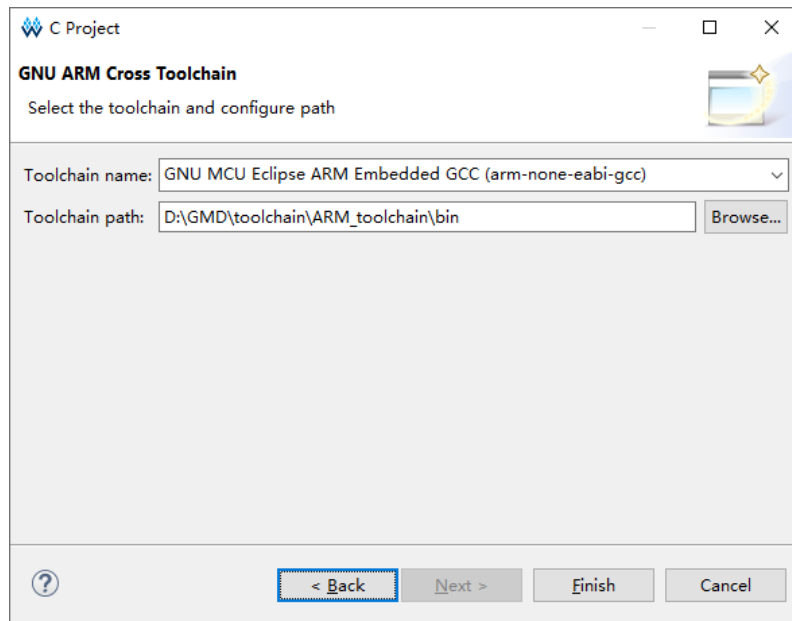 C Project
GNU ARM Cross Toolchain
Select the toolchain and configure path
Toolchain name: GNU MCU Eclipse ARM Embedded GCC (arm-none-eabi-gcc)
Toolchain path: D:\GMD\toolchain\ARM_toolchain\bin Browse...
? < Back Next > Finish Cancel